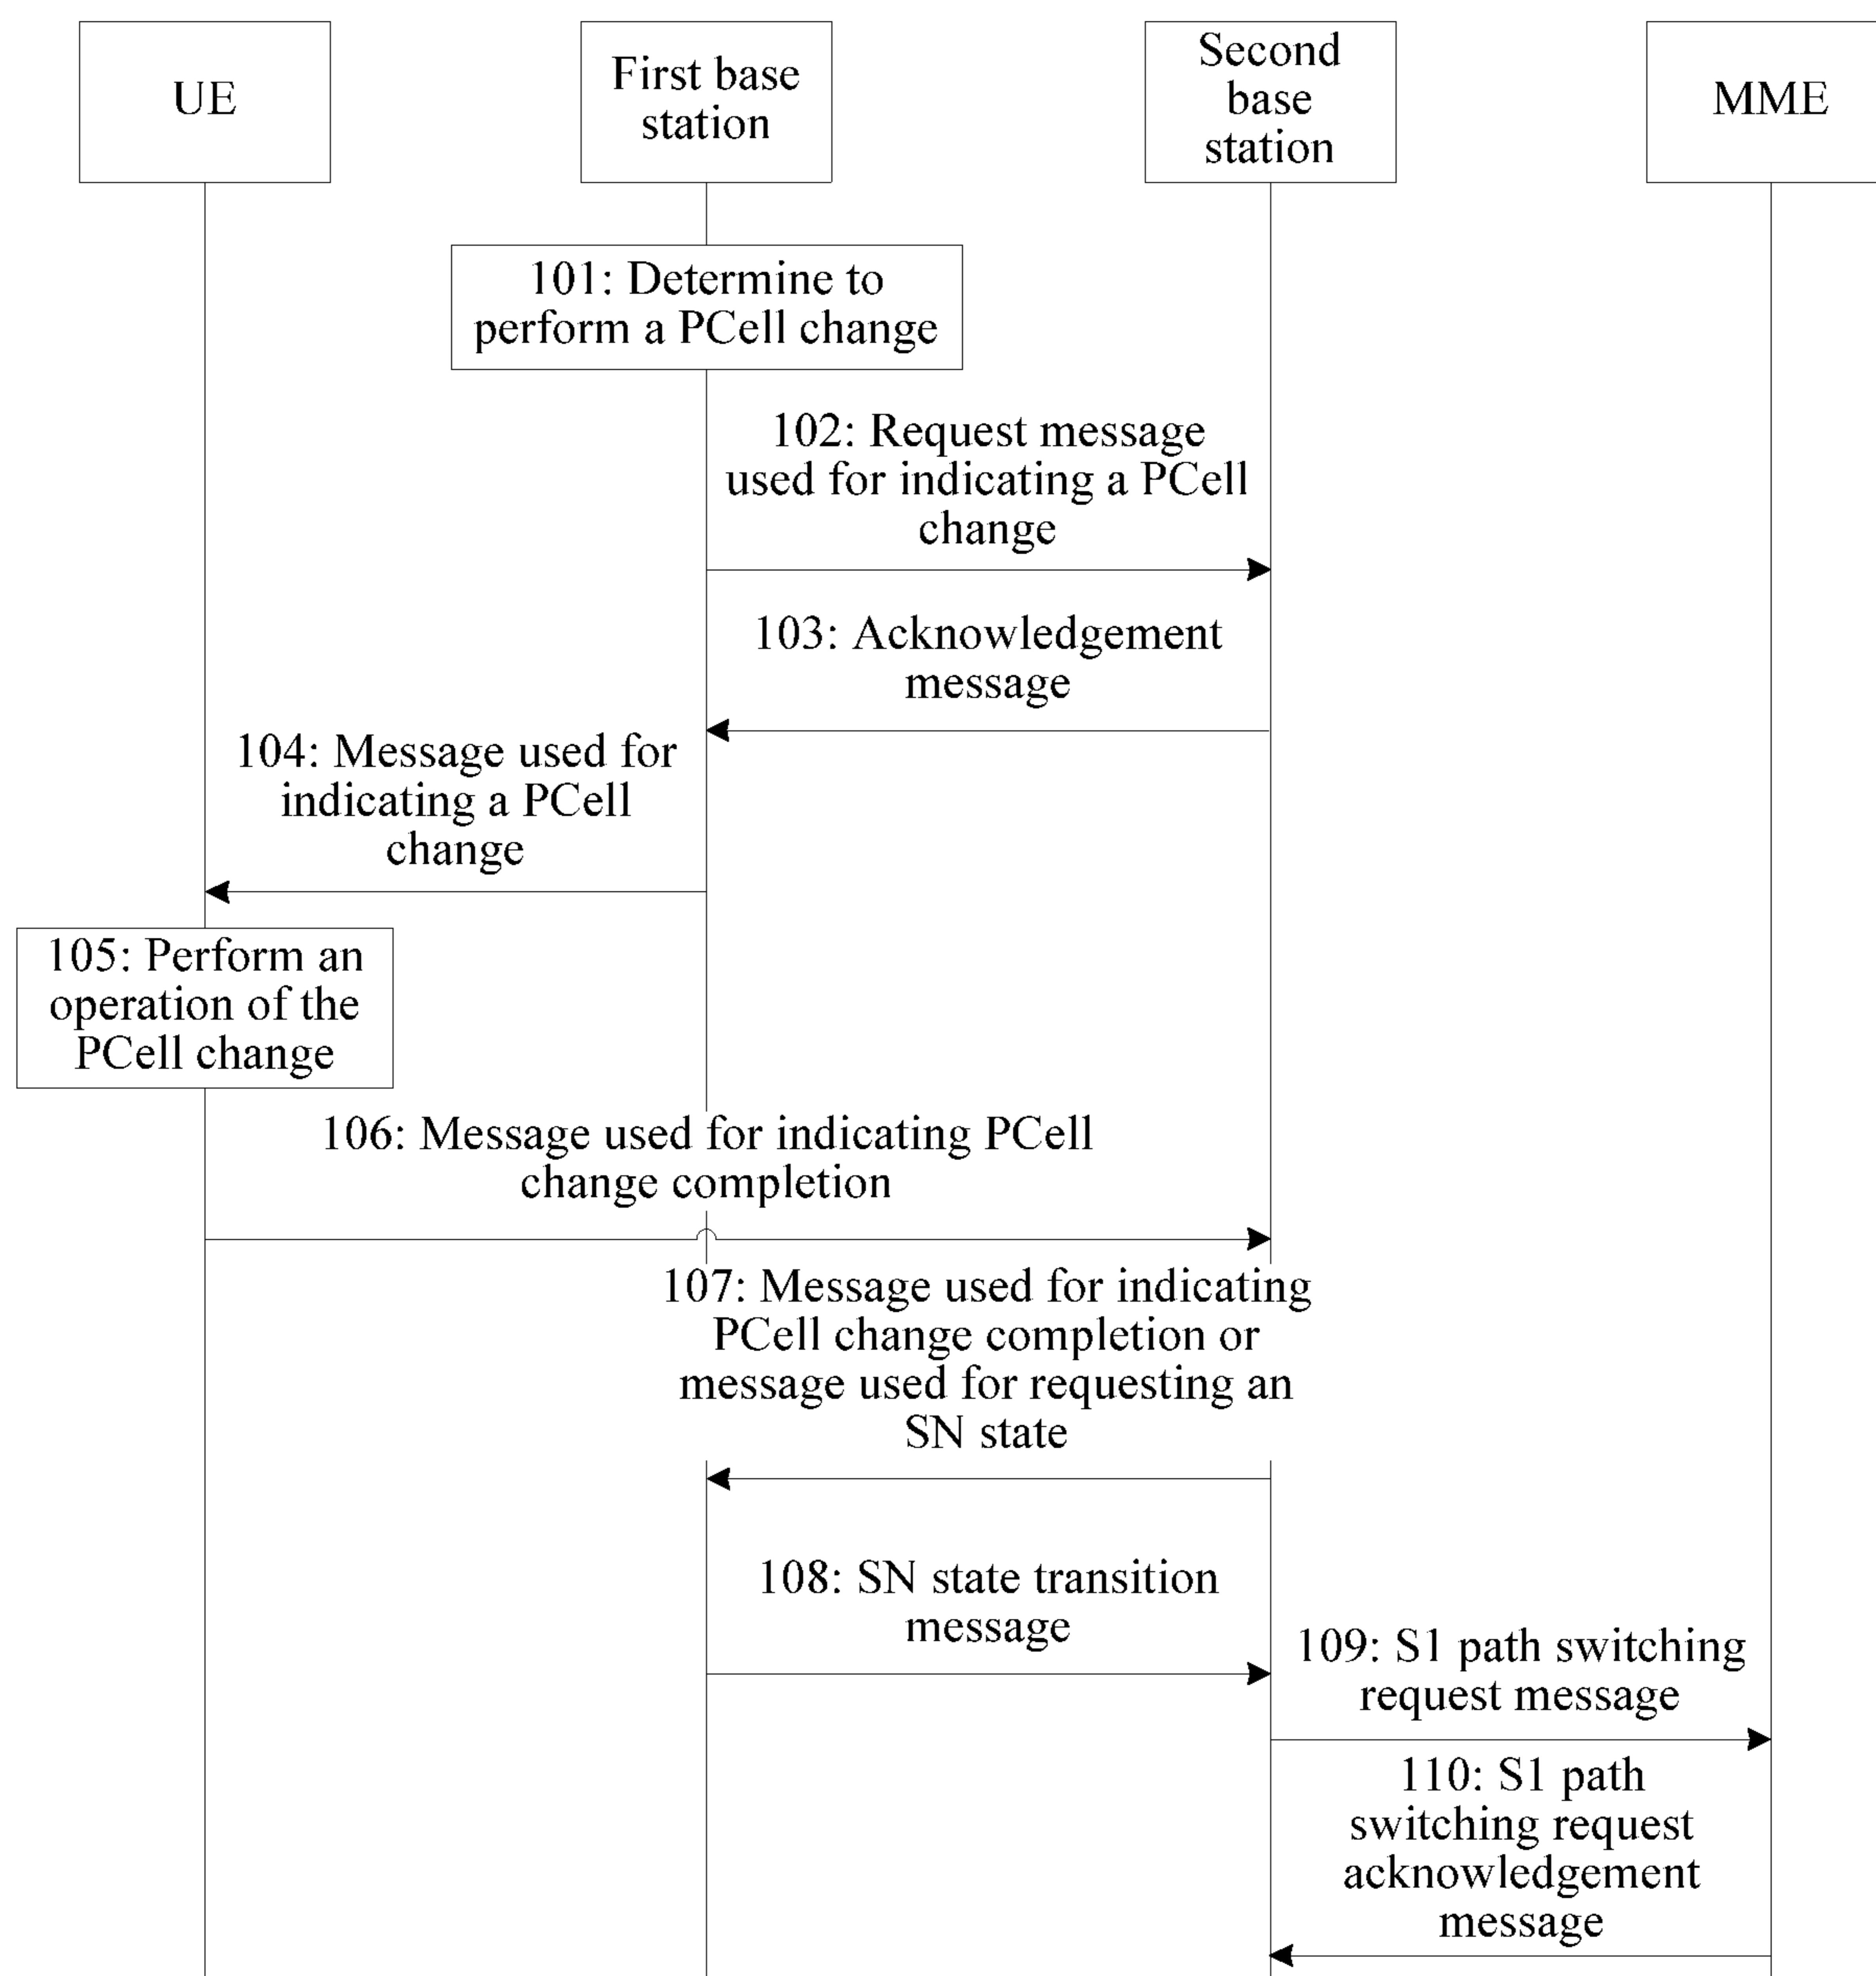 UE
First base
station
Second
base
station
MME
101: Determine to
perform a PCell change
102: Request message
used for indicating a PCell
change
103: Acknowledgement
message
104: Message used for
indicating a PCell
change
105: Perform an
operation of the
PCell change
106: Message used for indicating PCell
change completion
107: Message used for indicating
PCell change completion or
message used for requesting an
SN state
108: SN state transition
message
109: S1 path switching
request message
110: S1 path
switching request
acknowledgement
message